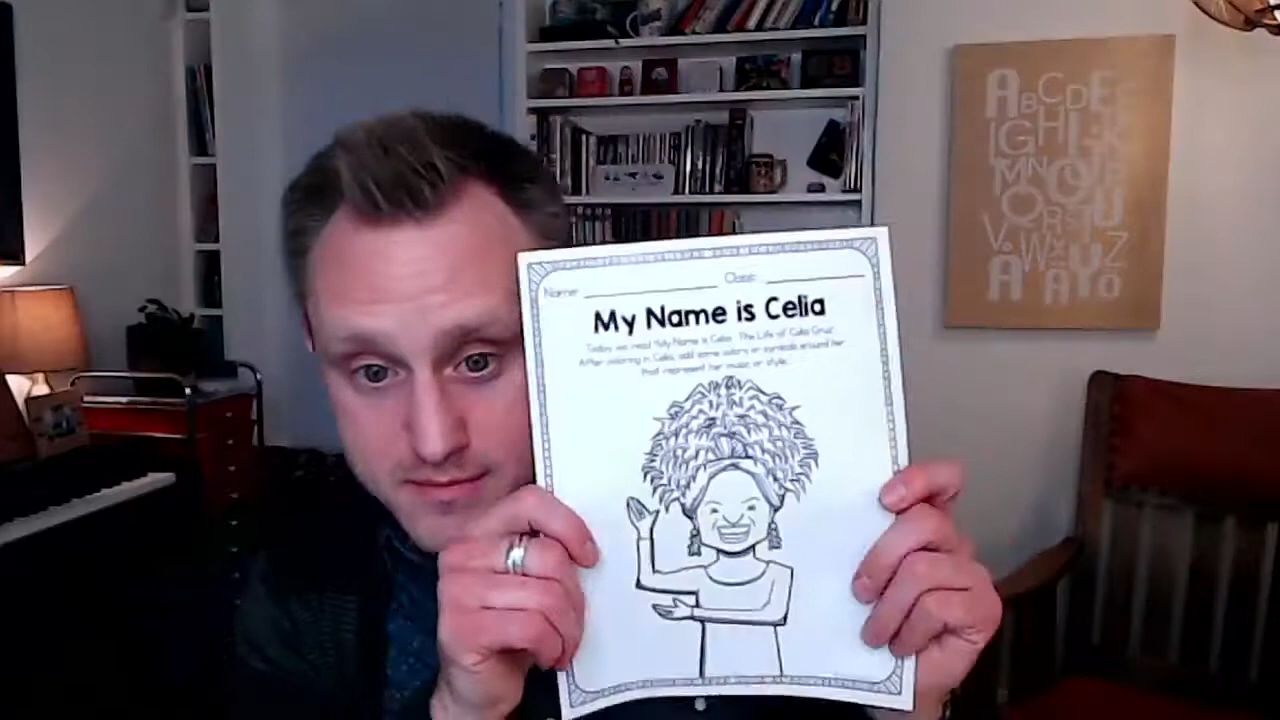 Name: Class:
My Name is Celia
Today we read "My Name is Celia: The Life of Celia Cruz."
After coloring in Celia, add some colors or symbols around her
that represent her music or style.
A B C D E F
I G H L J K
M N O Q P
O R S T U
V W X Y Z
A A Y O